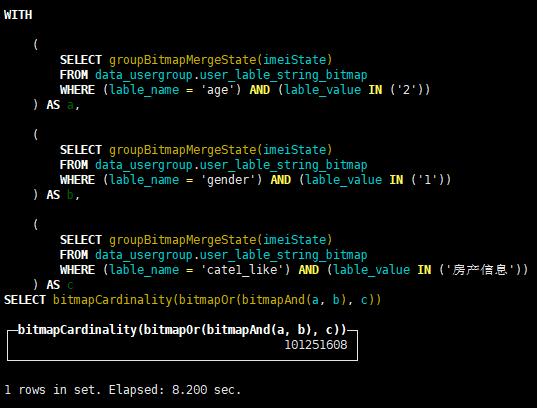 WITH
(
SELECT groupBitmapMergeState(imeiState)
FROM data_usergroup.user_lable_string_bitmap
WHERE (lable_name = 'age') AND (lable_value IN ('2'))
) AS a,
(
SELECT groupBitmapMergeState(imeiState)
FROM data_usergroup.user_lable_string_bitmap
WHERE (lable_name = 'gender') AND (lable_value IN ('1'))
) AS b,
(
SELECT groupBitmapMergeState(imeiState)
FROM data_usergroup.user_lable_string_bitmap
WHERE (lable_name = 'cate1_like') AND (lable_value IN ('房产信息'))
) AS c
SELECT bitmapCardinality(bitmapOr(bitmapAnd(a, b), c))
bitmapCardinality(bitmapOr(bitmapAnd(a, b), c))
101251608
1 rows in set. Elapsed: 8.200 sec.